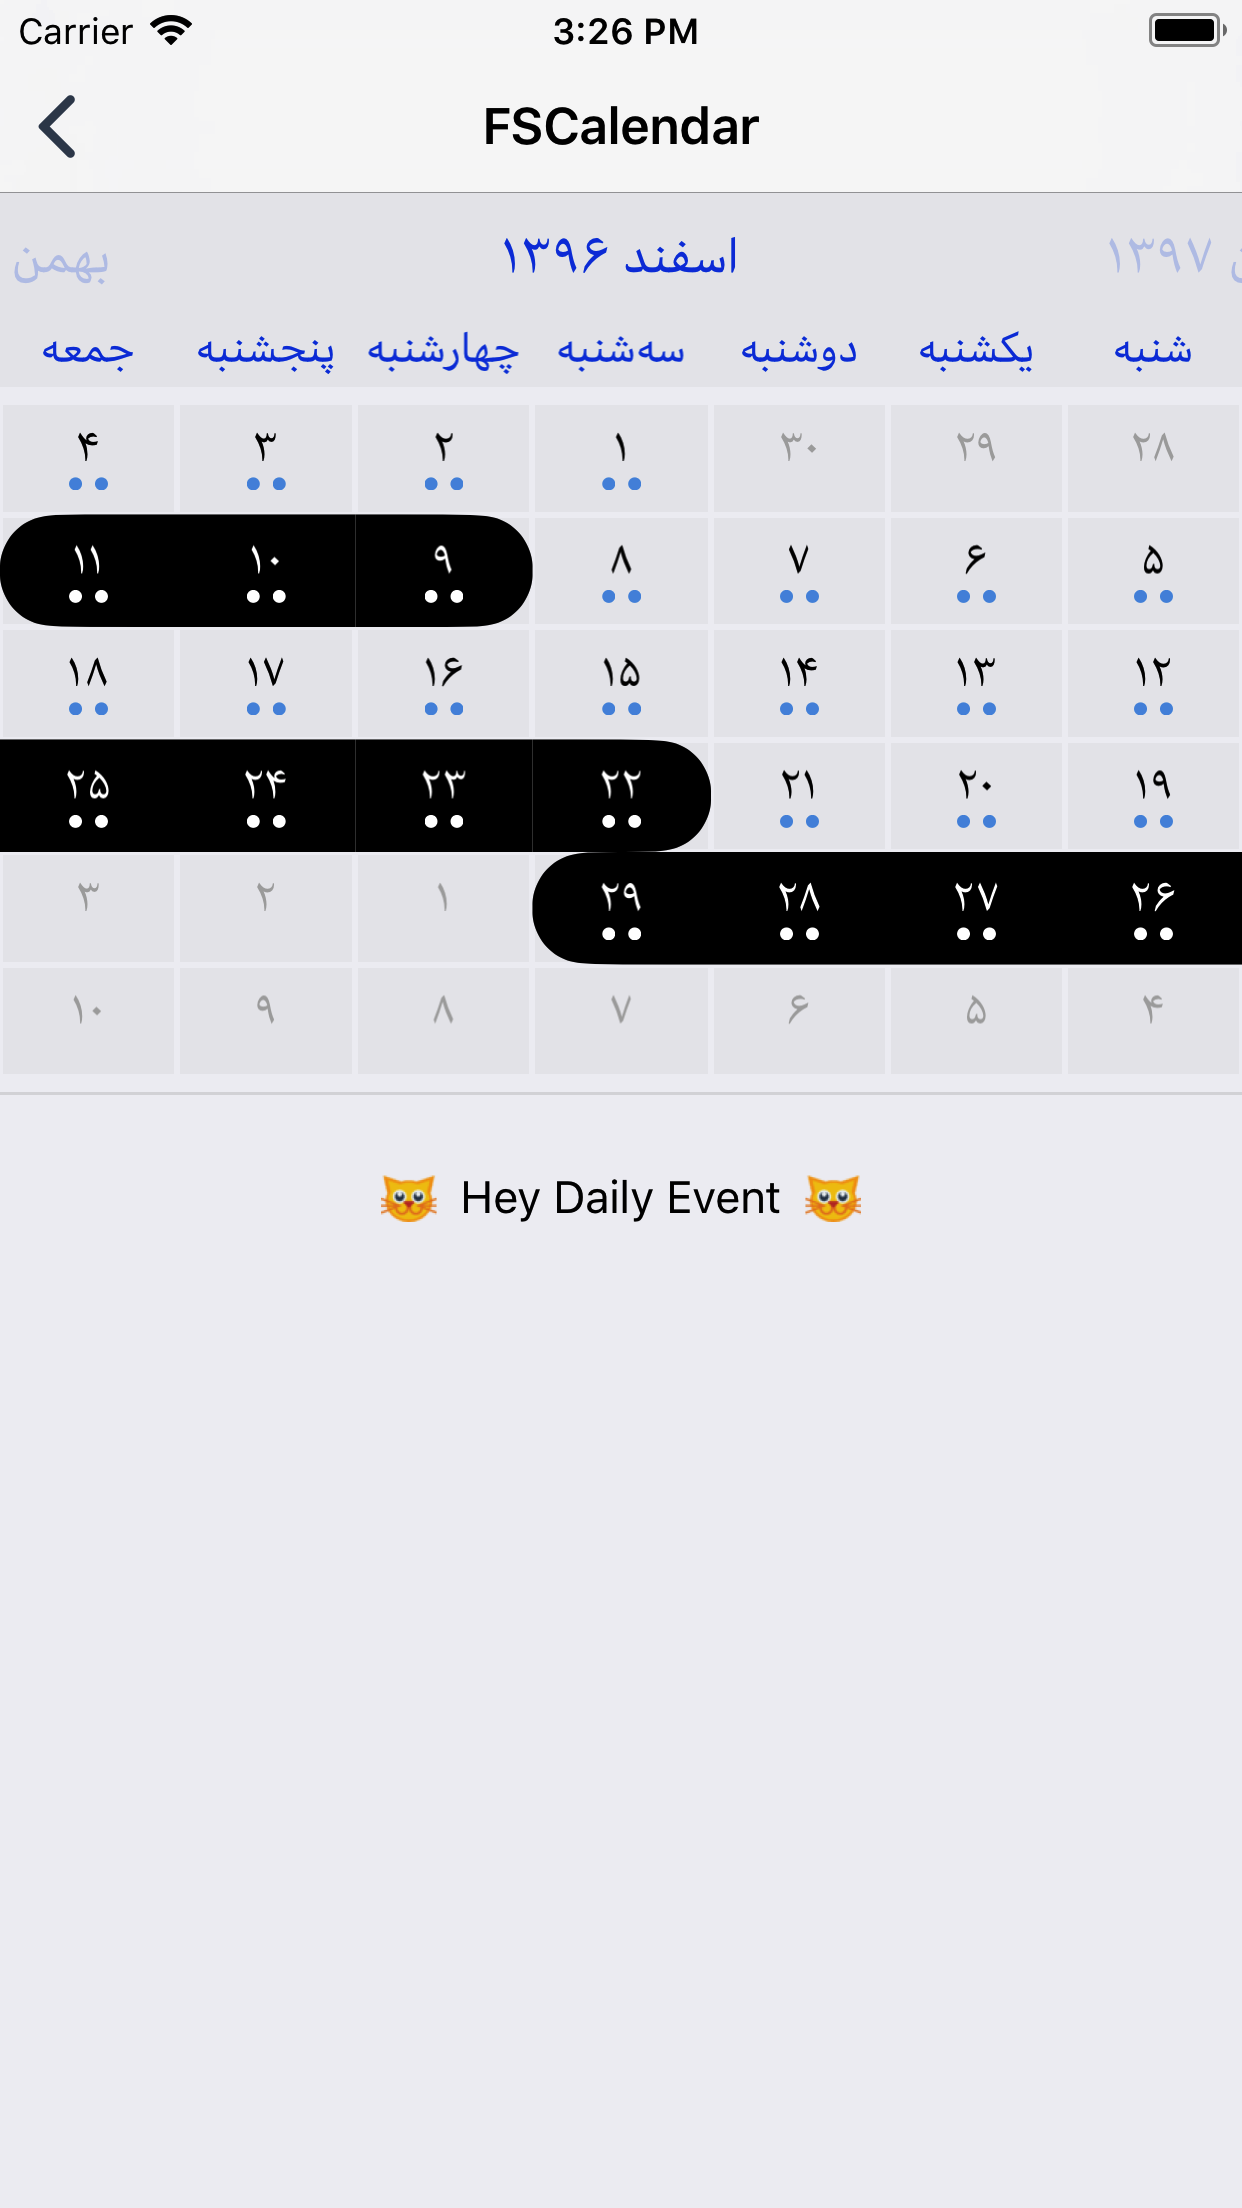 Carrier 3:26 PM
FSCalendar
۱۳۹۷ اسفند ۱۳۹۶ بهمن
شنبه یکشنبه دوشنبه سه‌شنبه چهارشنبه پنجشنبه جمعه
۲۸ ۲۹ ۳۰ ۱ ۲ ۳ ۴
۵ ۶ ۷ ۸ ۹ ۱۰ ۱۱
۱۲ ۱۳ ۱۴ ۱۵ ۱۶ ۱۷ ۱۸
۱۹ ۲۰ ۲۱ ۲۲ ۲۳ ۲۴ ۲۵
۲۶ ۲۷ ۲۸ ۲۹ ۱ ۲ ۳
۴ ۵ ۶ ۷ ۸ ۹ ۱۰
🐱 Hey Daily Event 🐱